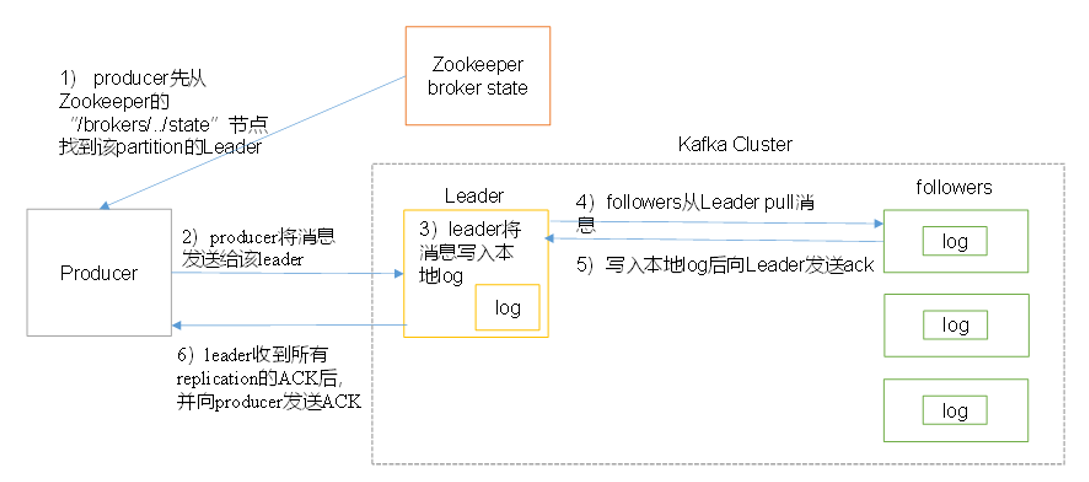 Zookeeper
broker state
1） producer先从
Zookeeper的
“/brokers/../state”节点
找到该partition的Leader
Kafka Cluster
Leader
followers
Producer
2）producer将消息
发送给该leader
3）leader将
消息写入本
地log
log
4）followers从Leader pull消
息
5）写入本地log后向Leader发送ack
log
log
log
6）leader收到所有
replication的ACK后,
并向producer发送ACK